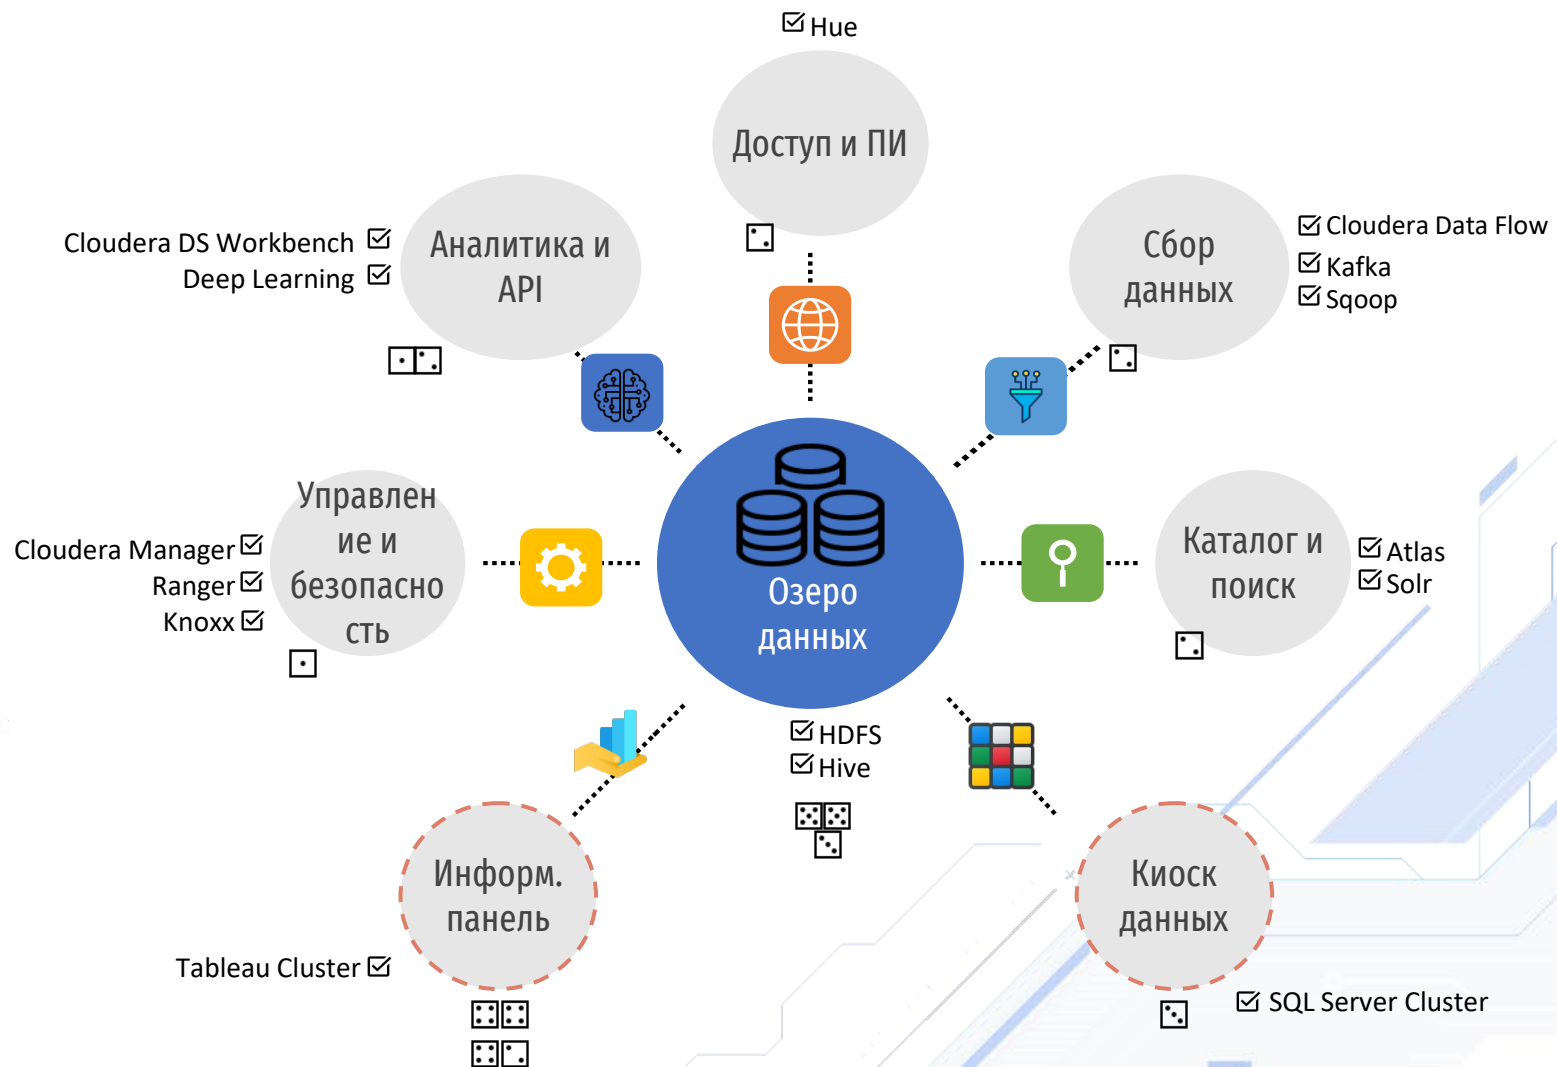 Hue
Доступ и ПИ
Cloudera DS Workbench
Deep Learning
Аналитика и
API
Сбор
данных
Cloudera Data Flow
Kafka
Sqoop
Cloudera Manager
Ranger
Knoxx
Управлен
ие и
безопасно
сть
Озеро
данных
Каталог и
поиск
Atlas
Solr
HDFS
Hive
Информ.
панель
Tableau Cluster
Киоск
данных
SQL Server Cluster